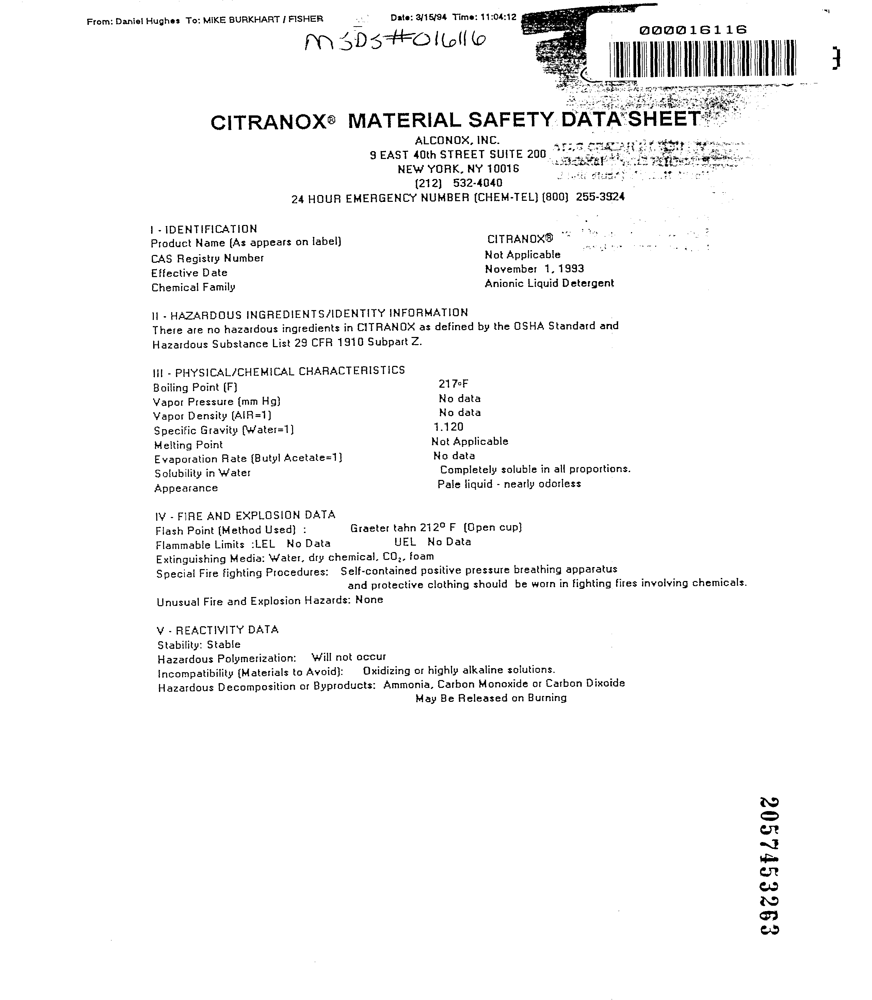 From: Daniel Hughes To: MIKE BURKHART / FISHER Date: 3/15/94 Time: 11:04:12
MSDS#016116
000016116
CITRANOX® MATERIAL SAFETY DATA SHEET
ALCONOX, INC.
9 EAST 40th STREET SUITE 200
NEW YORK, NY 10016
(212) 532-4040
24 HOUR EMERGENCY NUMBER (CHEM-TEL) (800) 255-3924
I - IDENTIFICATION
Product Name (As appears on label) CITRANOX®
CAS Registry Number Not Applicable
Effective Date November 1, 1993
Chemical Family Anionic Liquid Detergent
II - HAZARDOUS INGREDIENTS/IDENTITY INFORMATION
There are no hazardous ingredients in CITRANOX as defined by the OSHA Standard and
Hazardous Substance List 29 CFR 1910 Subpart Z.
III - PHYSICAL/CHEMICAL CHARACTERISTICS
Boiling Point (F) 217°F
Vapor Pressure (mm Hg) No data
Vapor Density (AIR=1) No data
Specific Gravity (Water=1) 1.120
Melting Point Not Applicable
Evaporation Rate (Butyl Acetate=1) No data
Solubility in Water Completely soluble in all proportions.
Appearance Pale liquid - nearly odorless
IV - FIRE AND EXPLOSION DATA
Flash Point (Method Used) : Graeter tahn 212º F (Open cup)
Flammable Limits :LEL No Data UEL No Data
Extinguishing Media: Water, dry chemical, CO₂, foam
Special Fire fighting Procedures: Self-contained positive pressure breathing apparatus
and protective clothing should be worn in fighting fires involving chemicals.
Unusual Fire and Explosion Hazards: None
V - REACTIVITY DATA
Stability: Stable
Hazardous Polymerization: Will not occur
Incompatibility (Materials to Avoid): Oxidizing or highly alkaline solutions.
Hazardous Decomposition or Byproducts: Ammonia, Carbon Monoxide or Carbon Dixoide
May Be Released on Burning
2057453263